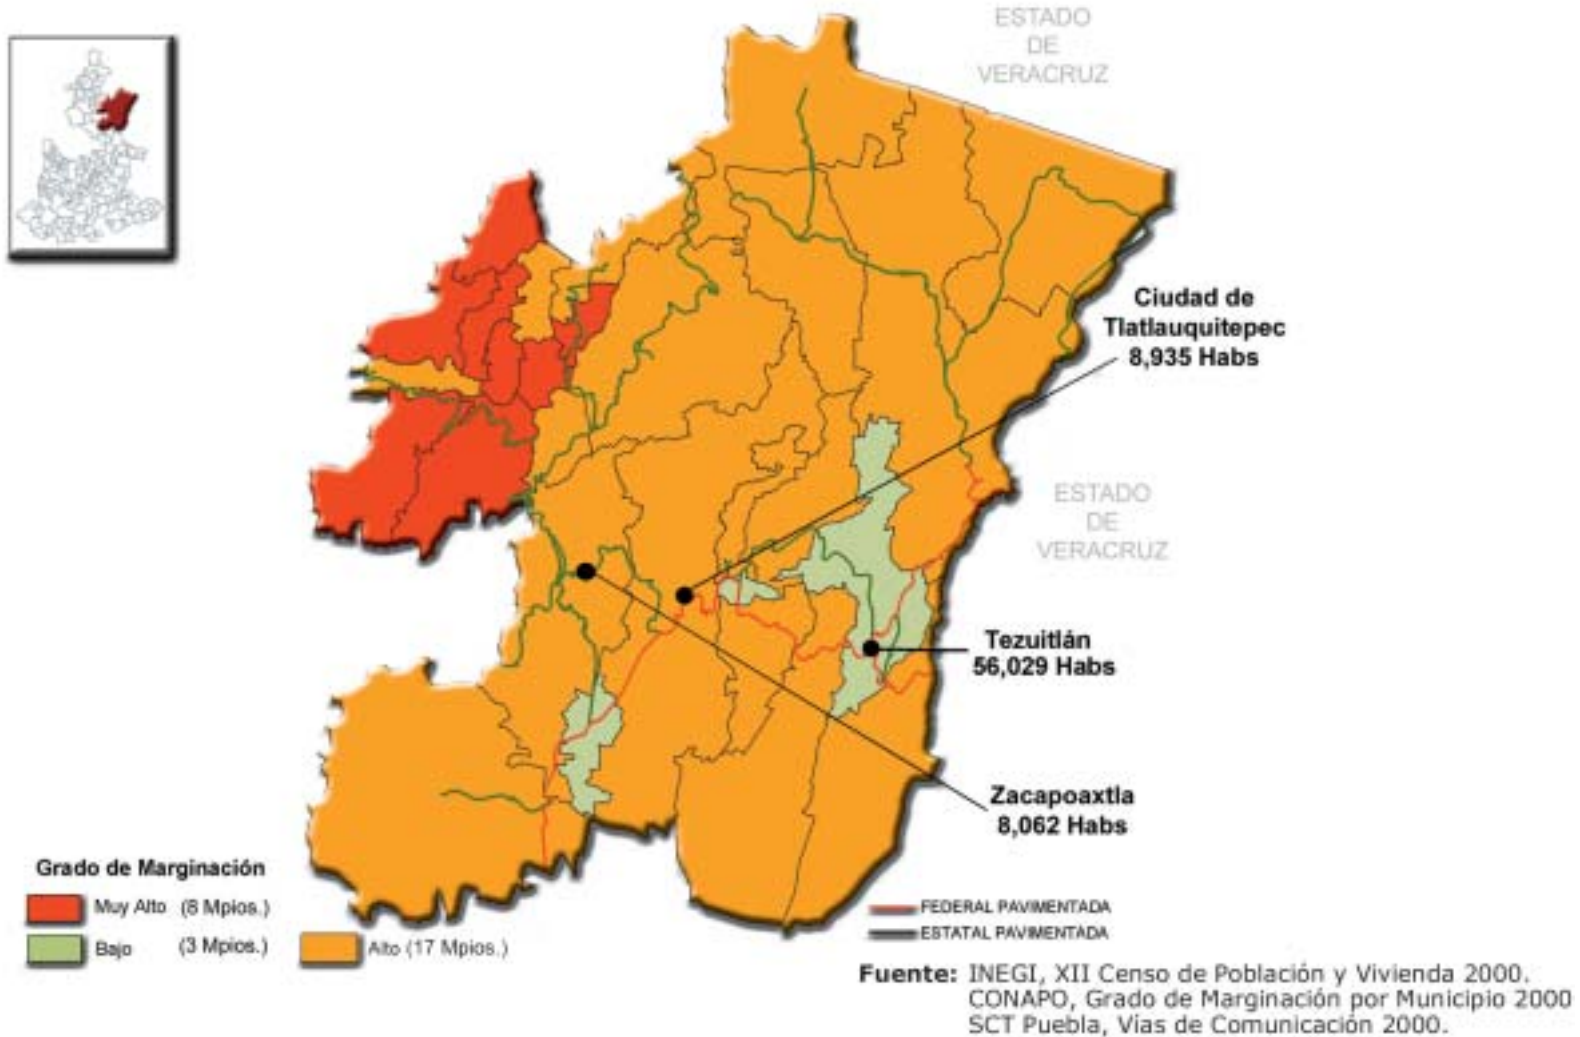 ESTADO
DE
VERACRUZ
Ciudad de
Tlatlauquitepec
8,935 Habs
ESTADO
DE
VERACRUZ
Tezuitlán
56,029 Habs
Zacapoaxtla
8,062 Habs
Grado de Marginación
Muy Alto (8 Mpios.)
Bajo (3 Mpios.)
Alto (17 Mpios.)
FEDERAL PAVIMENTADA
ESTATAL PAVIMENTADA
Fuente: INEGI, XII Censo de Población y Vivienda 2000.
CONAPO, Grado de Marginación por Municipio 2000
SCT Puebla, Vías de Comunicación 2000.